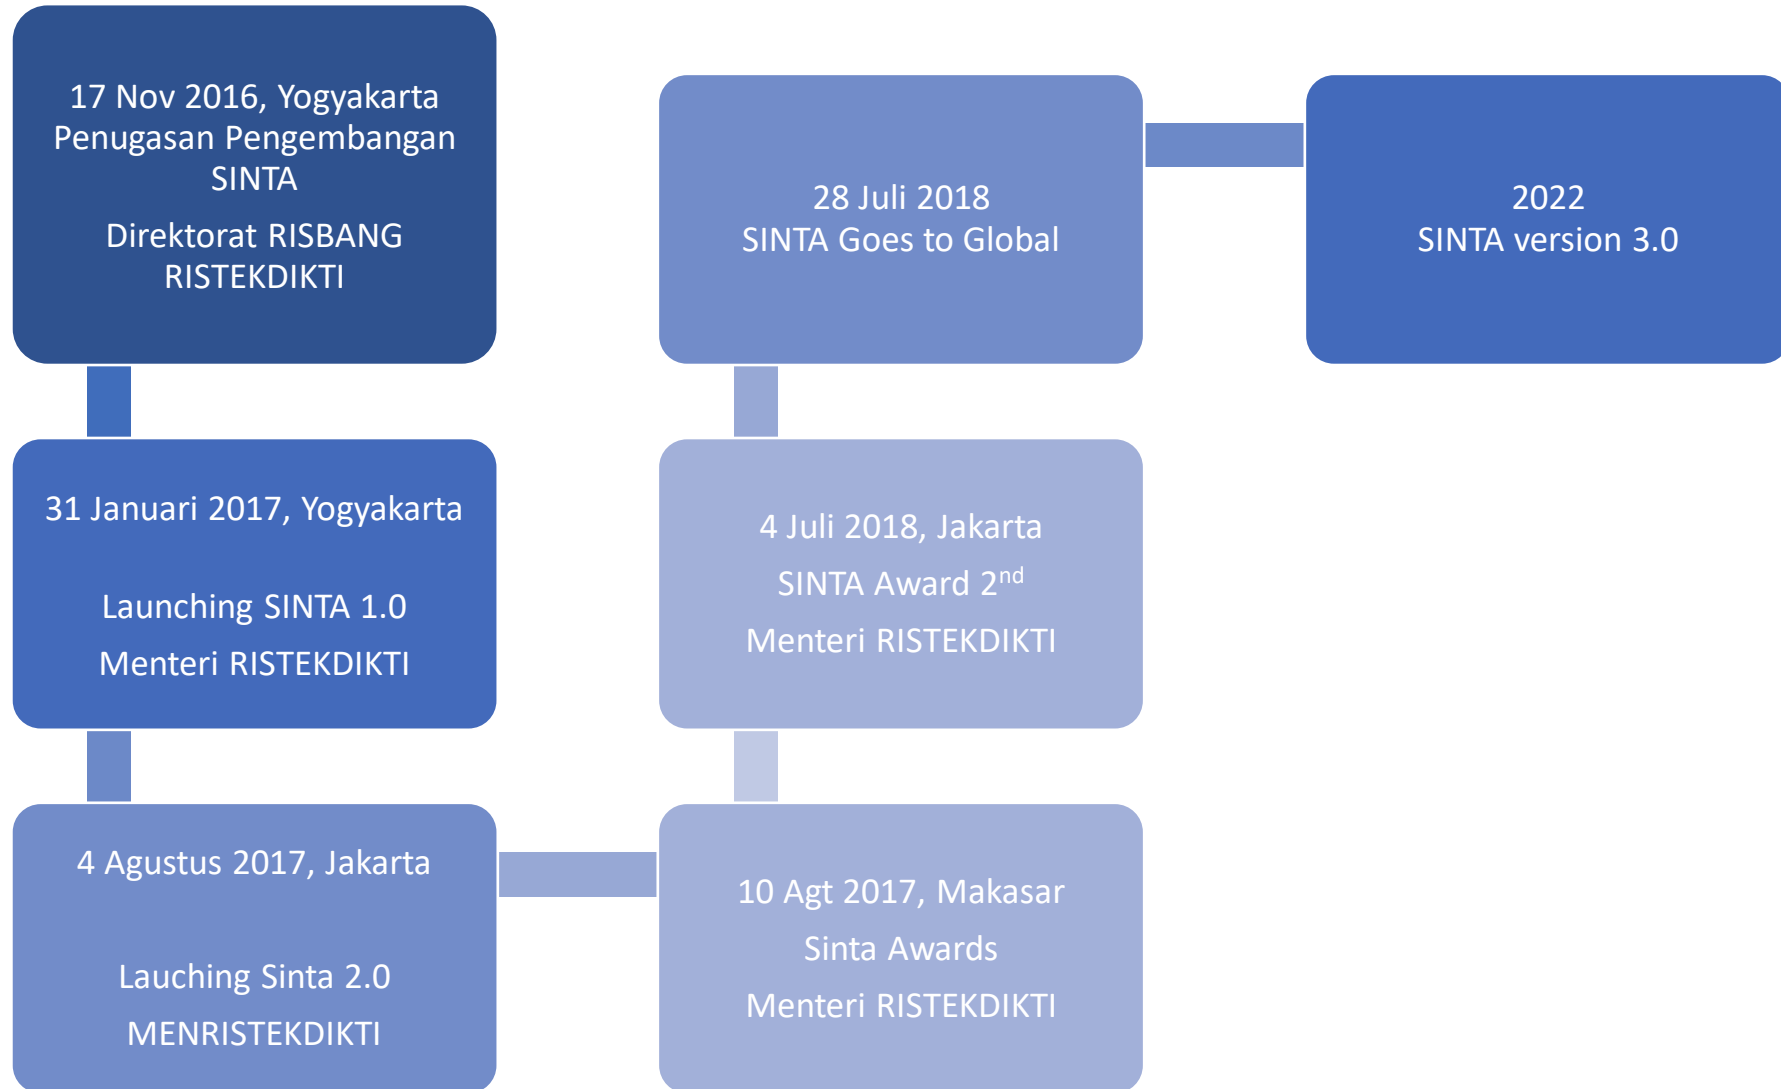 17 Nov 2016, Yogyakarta
Penugasan Pengembangan
SINTA
Direktorat RISBANG
RISTEKDIKTI
31 Januari 2017, Yogyakarta
Launching SINTA 1.0
Menteri RISTEKDIKTI
4 Agustus 2017, Jakarta
Lauching Sinta 2.0
MENRISTEKDIKTI
10 Agt 2017, Makasar
Sinta Awards
Menteri RISTEKDIKTI
4 Juli 2018, Jakarta
SINTA Award 2nd
Menteri RISTEKDIKTI
28 Juli 2018
SINTA Goes to Global
2022
SINTA version 3.0